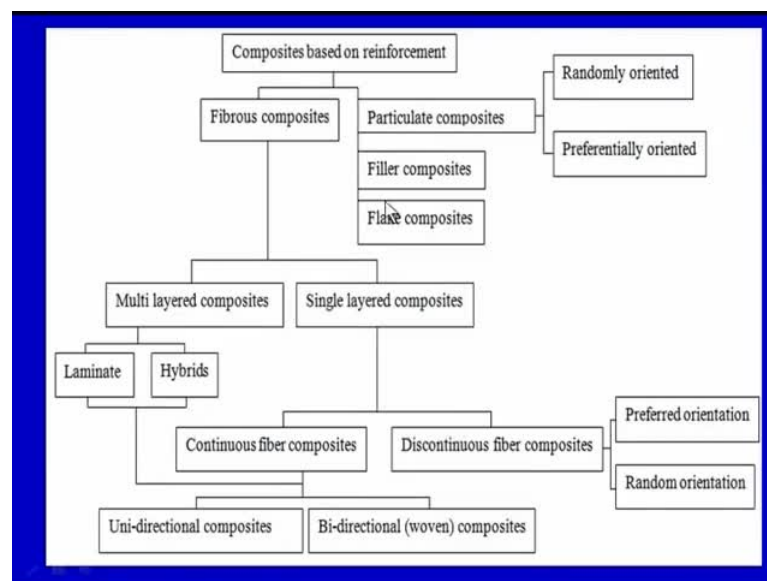 Composites based on reinforcement
Randomly oriented
Fibrous composites
Particulate composites
Preferentially oriented
Filler composites
Flake composites
Multi layered composites
Single layered composites
Laminate
Hybrids
Preferred orientation
Continuous fiber composites
Discontinuous fiber composites
Random orientation
Uni-directional composites
Bi-directional (woven) composites